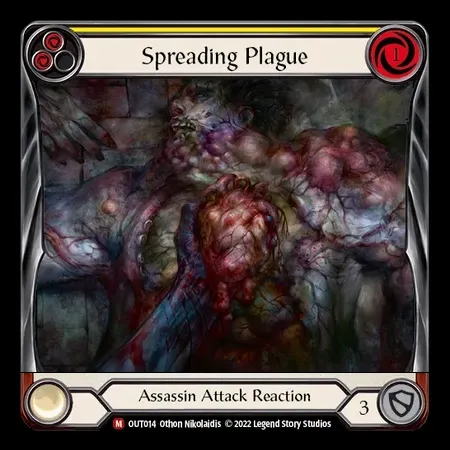 Spreading Plague
1
Assassin Attack Reaction
3
M OUT014 Othon Nikolaidis © 2022 Legend Story Studios